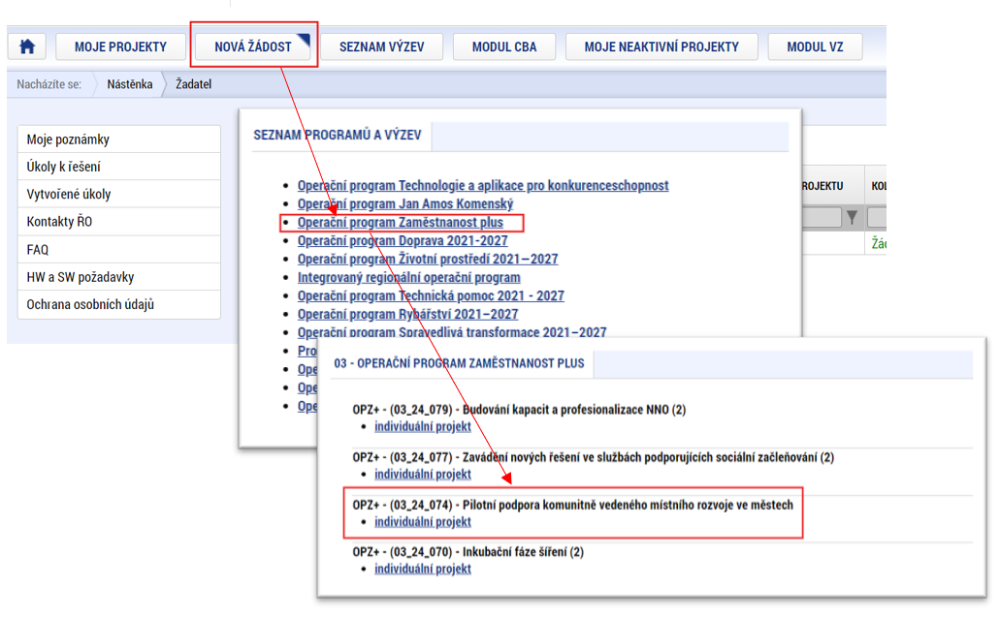 MOJE PROJEKTY
NOVÁ ŽÁDOST
SEZNAM VÝZEV
MODUL CBA
MOJE NEAKTIVNÍ PROJEKTY
MODUL VZ
Nacházíte se:
Nástěnka
Žadatel
Moje poznámky
Úkoly k řešení
Vytvořené úkoly
Kontakty ŘO
FAQ
HW a SW požadavky
Ochrana osobních údajů
SEZNAM PROGRAMŮ A VÝZEV
Operační program Technologie a aplikace pro konkurenceschopnost
Operační program Jan Amos Komenský
Operační program Zaměstnanost plus
Operační program Doprava 2021-2027
Operační program Životní prostředí 2021–2027
Integrovaný regionální operační program
Operační program Technická pomoc 2021 - 2027
Operační program Rybářství 2021–2027
Operační program Spravedlivá transformace 2021–2027
Pro
Ope
Ope
Ope
ROJEKTU
KOL
Žád
03 - OPERAČNÍ PROGRAM ZAMĚSTNANOST PLUS
OPZ+ - (03_24_079) - Budování kapacit a profesionalizace NNO (2)
individuální projekt
OPZ+ - (03_24_077) - Zavádění nových řešení ve službách podporujících sociální začleňování (2)
individuální projekt
OPZ+ - (03_24_074) - Pilotní podpora komunitně vedeného místního rozvoje ve městech
individuální projekt
OPZ+ - (03_24_070) - Inkubační fáze šíření (2)
individuální projekt